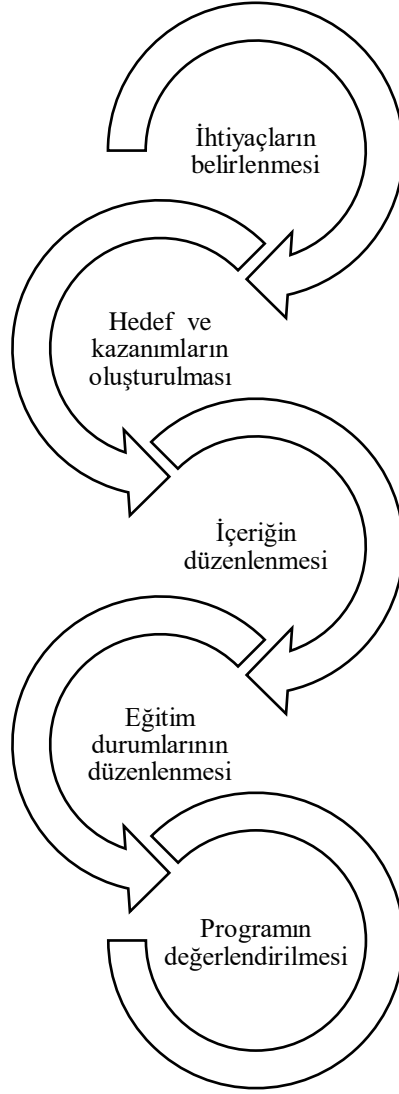 İhtiyaçların
belirlenmesi
Hedef ve
kazanımların
oluşturulması
İçeriğin
düzenlenmesi
Eğitim
durumlarının
düzenlenmesi
Programın
değerlendirilmesi